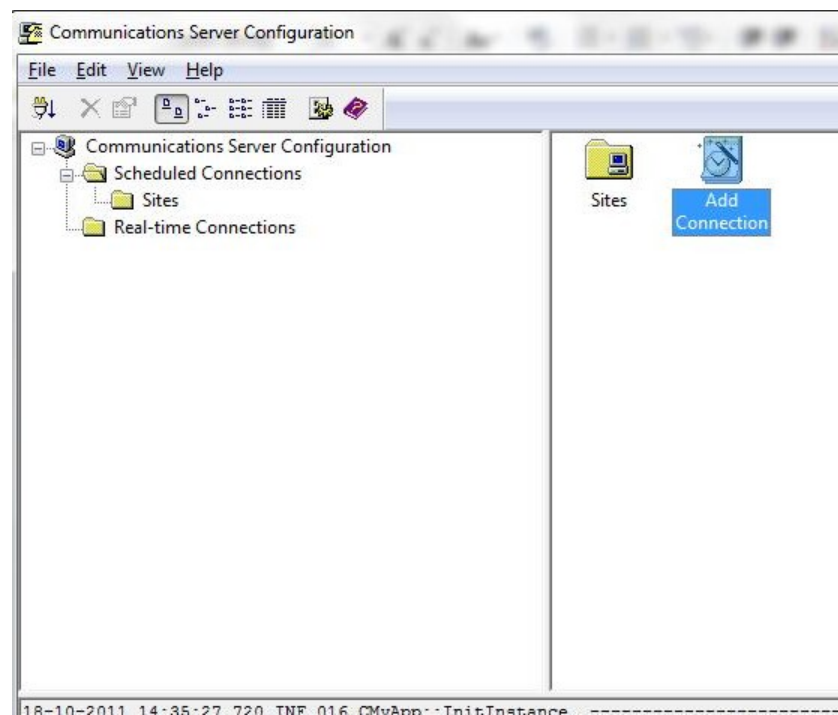 Communications Server Configuration
File Edit View Help
Communications Server Configuration
Scheduled Connections
Sites
Real-time Connections
Sites
Add
Connection
18-10-2011 14:35:27.720 INF 016 CMyApp::InitInstance. ------------------------